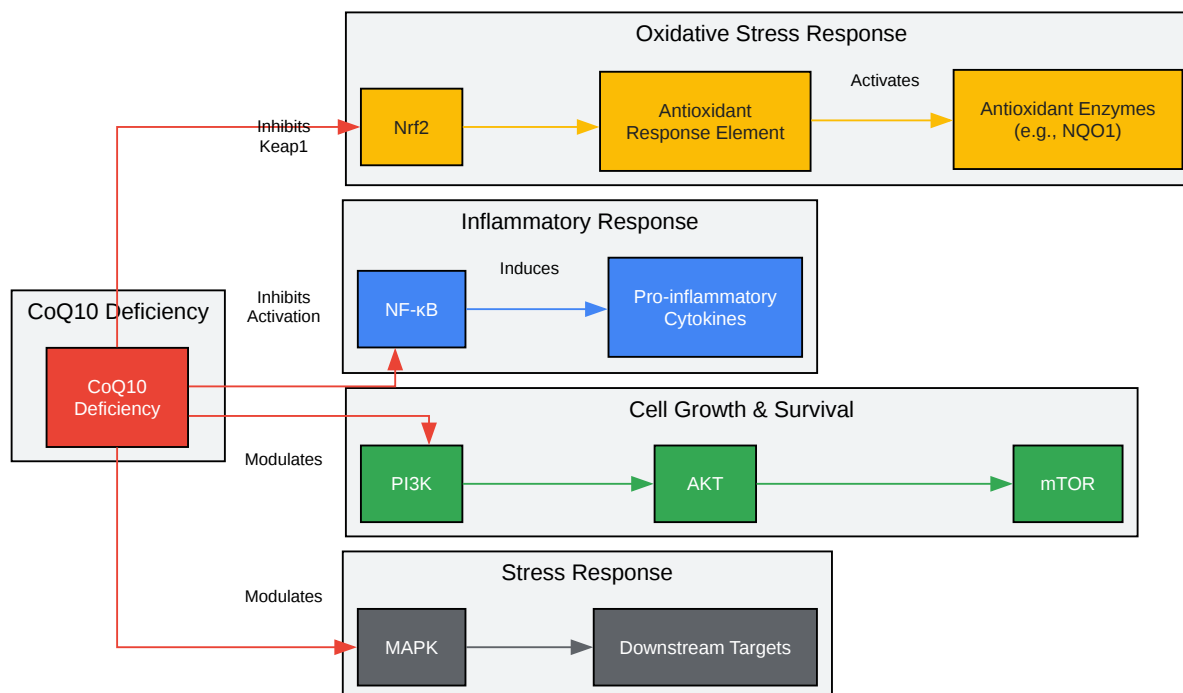 Oxidative Stress Response
Activates
Inhibits
Keap1
Nrf2
Antioxidant
Response Element
Antioxidant Enzymes
(e.g., NQO1)
Inflammatory Response
Induces
Inhibits
Activation
NF-κB
Pro-inflammatory
Cytokines
CoQ10 Deficiency
CoQ10
Deficiency
Cell Growth & Survival
Modulates
PI3K
AKT
mTOR
Stress Response
Modulates
MAPK
Downstream Targets